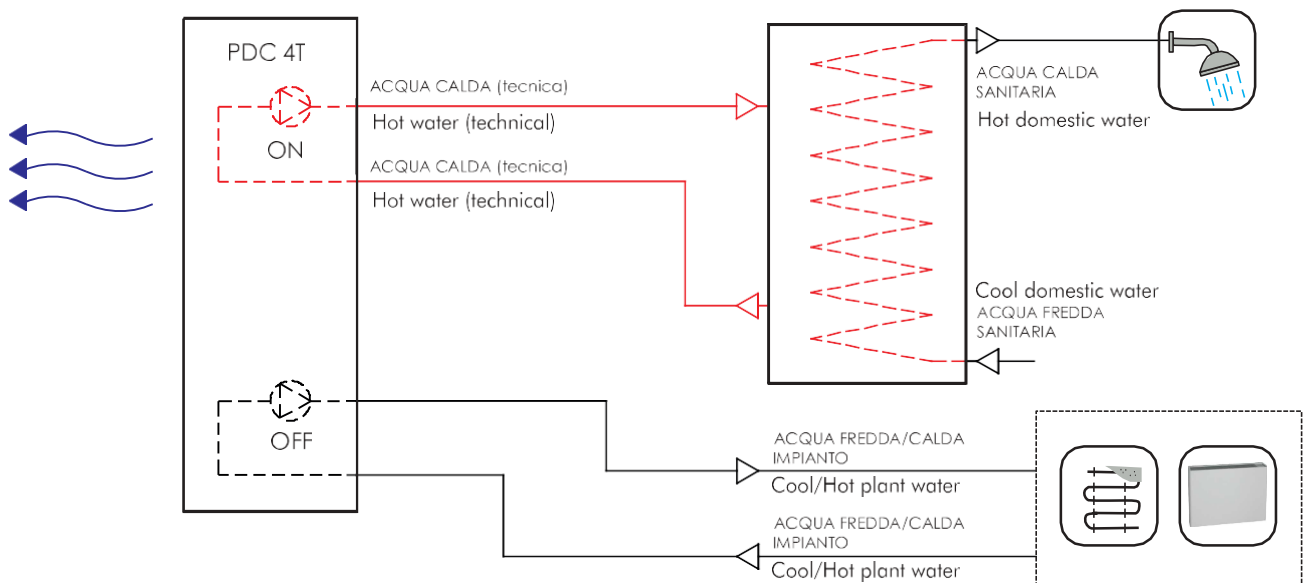 PDC 4T
ON
OFF
ACQUA CALDA (tecnica)
Hot water (technical)
ACQUA CALDA (tecnica)
Hot water (technical)
ACQUA CALDA
SANITARIA
Hot domestic water
Cool domestic water
ACQUA FREDDA
SANITARIA
ACQUA FREDDA/CALDA
IMPIANTO
Cool/Hot plant water
ACQUA FREDDA/CALDA
IMPIANTO
Cool/Hot plant water